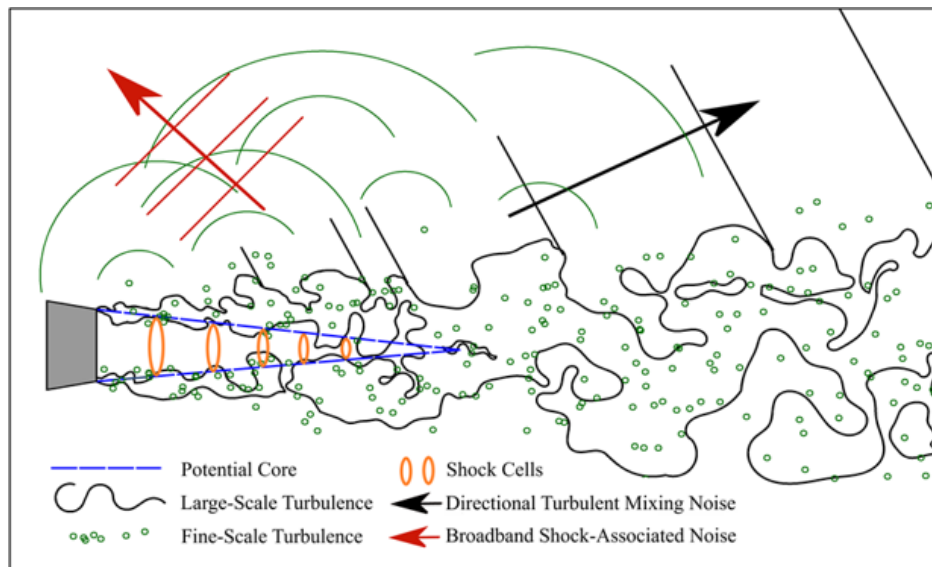 Potential Core
Shock Cells
Large-Scale Turbulence
Directional Turbulent Mixing Noise
Fine-Scale Turbulence
Broadband Shock-Associated Noise